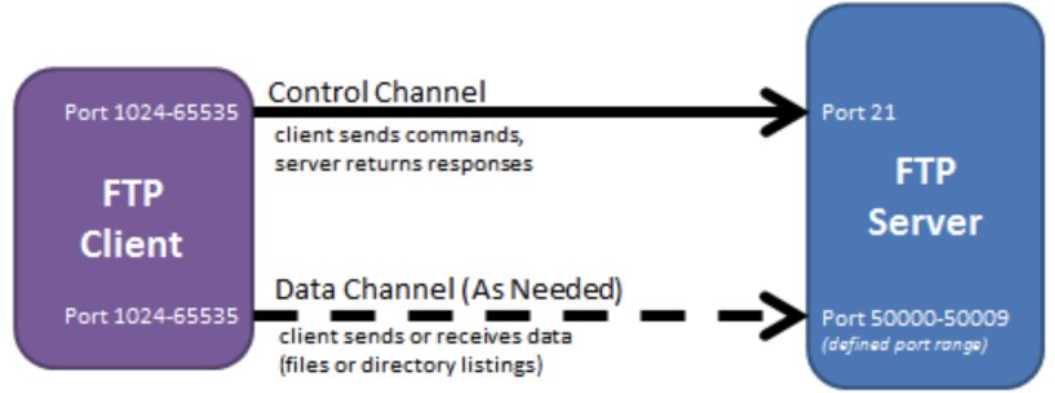 Control Channel
Port 1024-65535
Port 21
client sends commands,
server returns responses
FTP
Client
FTP
Server
Data Channel (As Needed)
Port 1024-65535
Port 50000-50009
(defined port range)
client sends or receives data
(files or directory listings)